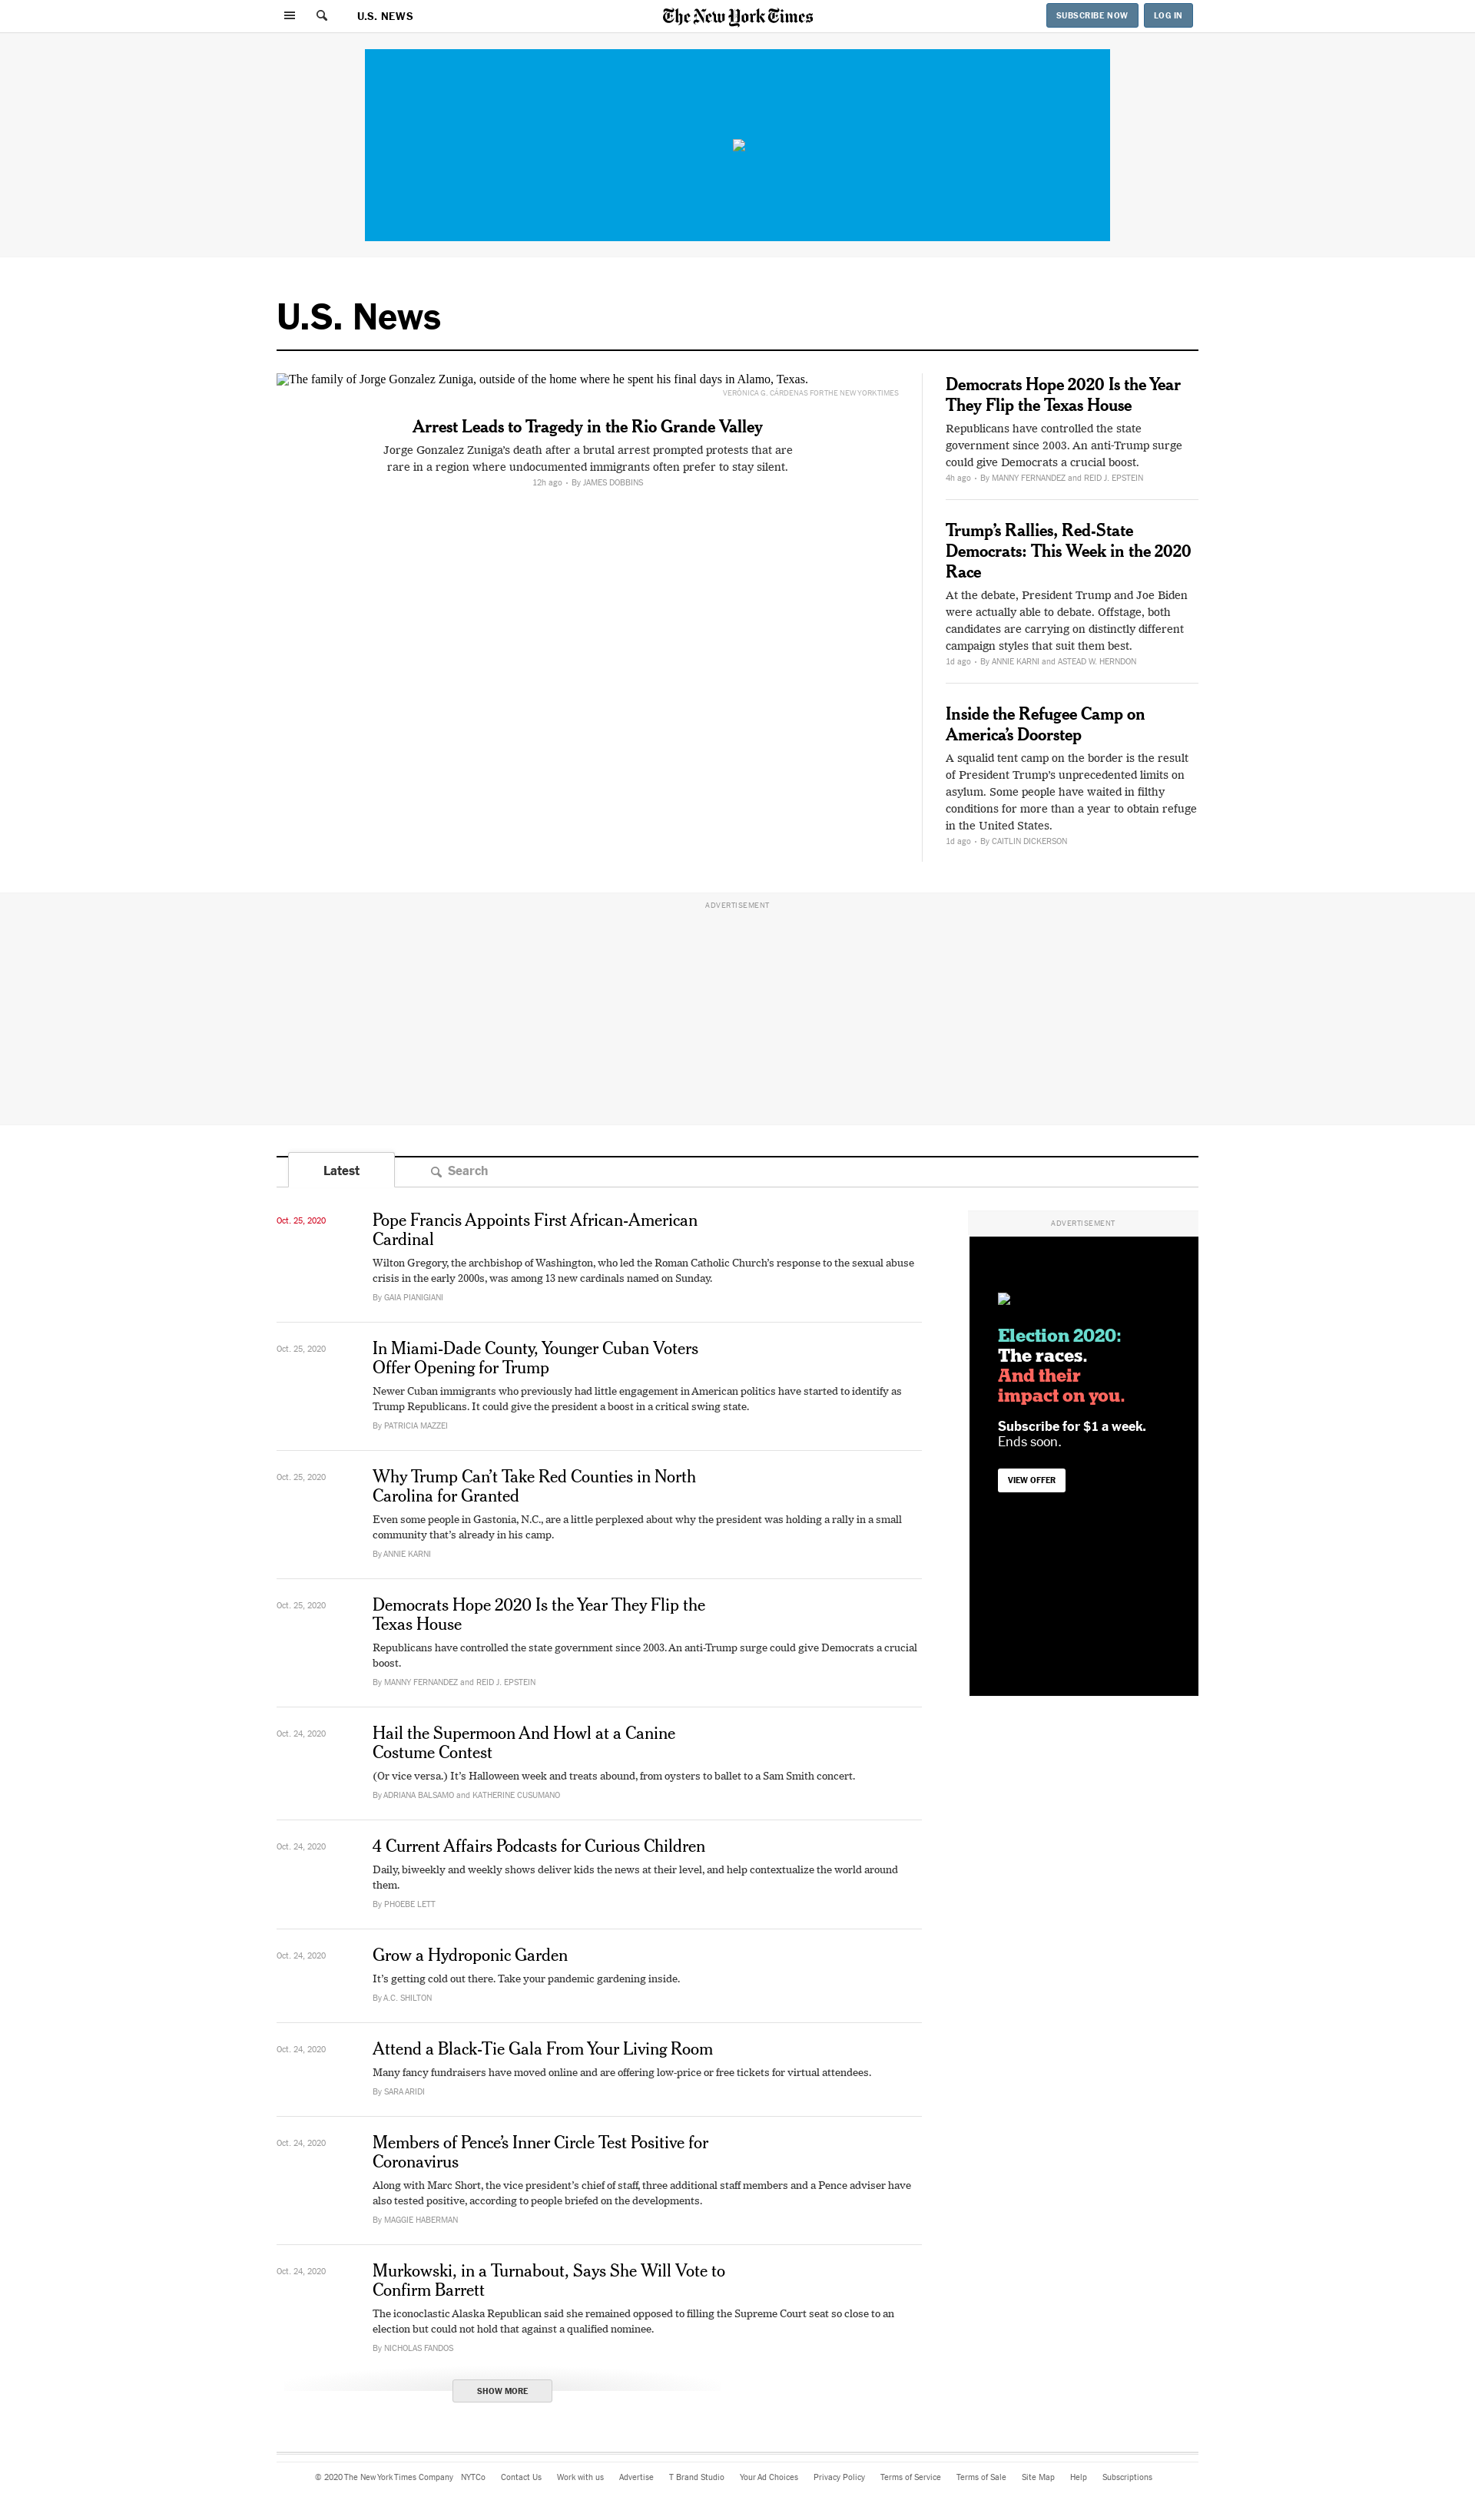 U.S. NEWS
The New York Times
SUBSCRIBE NOW
LOG IN
U.S. News
The family of Jorge Gonzalez Zuniga, outside of the home where he spent his final days in Alamo, Texas.
VERÓNICA G. CÁRDENAS FOR THE NEW YORK TIMES
Arrest Leads to Tragedy in the Rio Grande Valley
Jorge Gonzalez Zuniga’s death after a brutal arrest prompted protests that are
rare in a region where undocumented immigrants often prefer to stay silent.
12h ago • By JAMES DOBBINS
Democrats Hope 2020 Is the Year
They Flip the Texas House
Republicans have controlled the state
government since 2003. An anti-Trump surge
could give Democrats a crucial boost.
4h ago • By MANNY FERNANDEZ and REID J. EPSTEIN
Trump’s Rallies, Red-State
Democrats: This Week in the 2020
Race
At the debate, President Trump and Joe Biden
were actually able to debate. Offstage, both
candidates are carrying on distinctly different
campaign styles that suit them best.
1d ago • By ANNIE KARNI and ASTEAD W. HERNDON
Inside the Refugee Camp on
America’s Doorstep
A squalid tent camp on the border is the result
of President Trump’s unprecedented limits on
asylum. Some people have waited in filthy
conditions for more than a year to obtain refuge
in the United States.
1d ago • By CAITLIN DICKERSON
ADVERTISEMENT
Latest
Search
Oct. 25, 2020
Pope Francis Appoints First African-American
Cardinal
Wilton Gregory, the archbishop of Washington, who led the Roman Catholic Church’s response to the sexual abuse
crisis in the early 2000s, was among 13 new cardinals named on Sunday.
By GAIA PIANIGIANI
Oct. 25, 2020
In Miami-Dade County, Younger Cuban Voters
Offer Opening for Trump
Newer Cuban immigrants who previously had little engagement in American politics have started to identify as
Trump Republicans. It could give the president a boost in a critical swing state.
By PATRICIA MAZZEI
Oct. 25, 2020
Why Trump Can’t Take Red Counties in North
Carolina for Granted
Even some people in Gastonia, N.C., are a little perplexed about why the president was holding a rally in a small
community that’s already in his camp.
By ANNIE KARNI
Oct. 25, 2020
Democrats Hope 2020 Is the Year They Flip the
Texas House
Republicans have controlled the state government since 2003. An anti-Trump surge could give Democrats a crucial
boost.
By MANNY FERNANDEZ and REID J. EPSTEIN
Oct. 24, 2020
Hail the Supermoon And Howl at a Canine
Costume Contest
(Or vice versa.) It’s Halloween week and treats abound, from oysters to ballet to a Sam Smith concert.
By ADRIANA BALSAMO and KATHERINE CUSUMANO
Oct. 24, 2020
4 Current Affairs Podcasts for Curious Children
Daily, biweekly and weekly shows deliver kids the news at their level, and help contextualize the world around
them.
By PHOEBE LETT
Oct. 24, 2020
Grow a Hydroponic Garden
It’s getting cold out there. Take your pandemic gardening inside.
By A.C. SHILTON
Oct. 24, 2020
Attend a Black-Tie Gala From Your Living Room
Many fancy fundraisers have moved online and are offering low-price or free tickets for virtual attendees.
By SARA ARIDI
Oct. 24, 2020
Members of Pence’s Inner Circle Test Positive for
Coronavirus
Along with Marc Short, the vice president’s chief of staff, three additional staff members and a Pence adviser have
also tested positive, according to people briefed on the developments.
By MAGGIE HABERMAN
Oct. 24, 2020
Murkowski, in a Turnabout, Says She Will Vote to
Confirm Barrett
The iconoclastic Alaska Republican said she remained opposed to filling the Supreme Court seat so close to an
election but could not hold that against a qualified nominee.
By NICHOLAS FANDOS
SHOW MORE
ADVERTISEMENT
Election 2020:
The races.
And their
impact on you.
Subscribe for $1 a week.
Ends soon.
VIEW OFFER
© 2020 The New York Times Company NYTCo Contact Us Work with us Advertise T Brand Studio Your Ad Choices Privacy Policy Terms of Service Terms of Sale Site Map Help Subscriptions